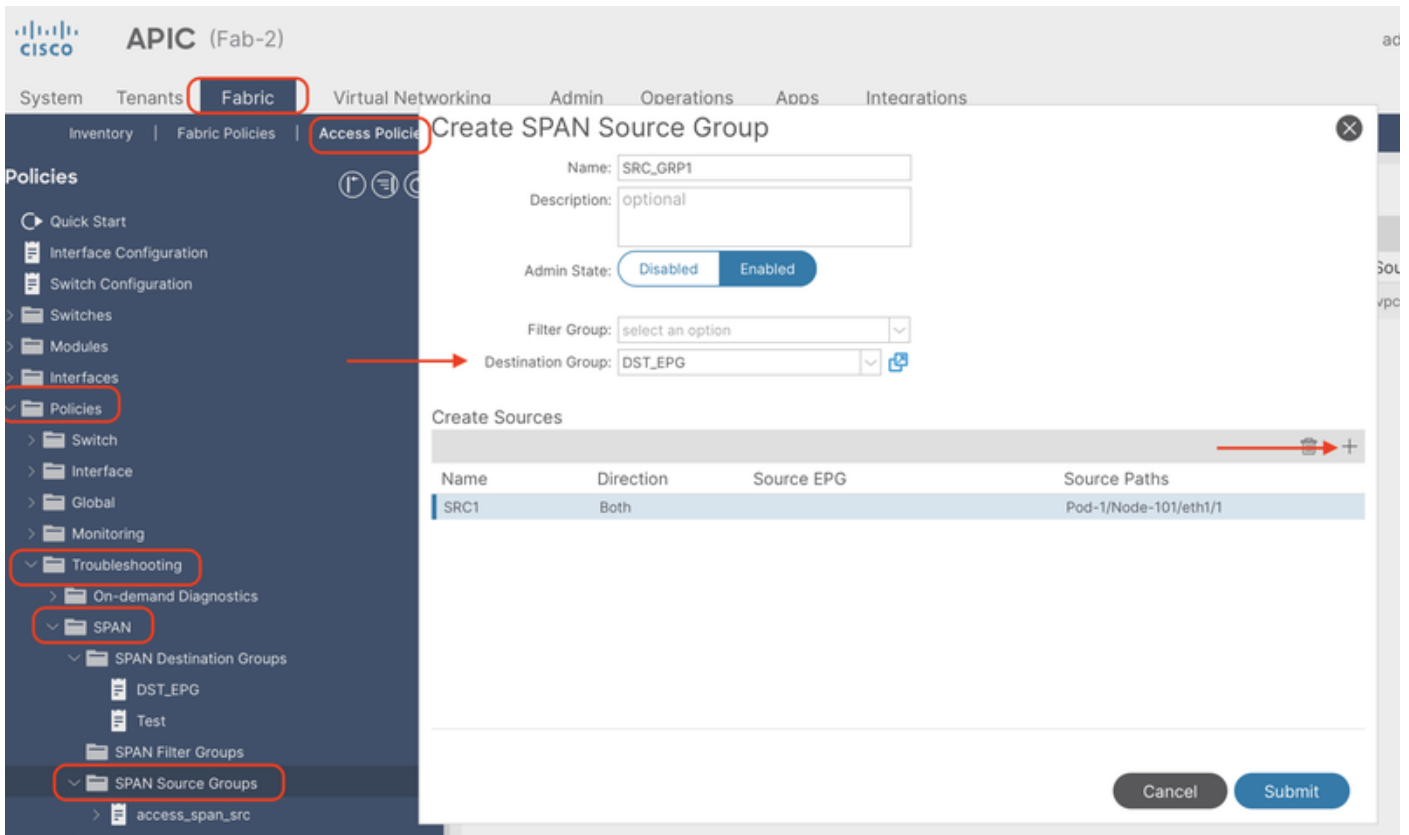 CISCO
APIC (Fab-2)
ad
System Tenants Fabric Virtual Networking Admin Operations Apps Integrations
Inventory | Fabric Policies | Access Policie
Create SPAN Source Group
Policies
Quick Start
Interface Configuration
Switch Configuration
Switches
Modules
Interfaces
Policies
Switch
Interface
Global
Monitoring
Troubleshooting
On-demand Diagnostics
SPAN
SPAN Destination Groups
DST_EPG
Test
SPAN Filter Groups
SPAN Source Groups
access_span_src
Name: SRC_GRP1
Description: optional
Admin State: Disabled Enabled
Filter Group: select an option
Destination Group: DST_EPG
Create Sources
Name Direction Source EPG Source Paths
SRC1 Both Pod-1/Node-101/eth1/1
Cancel Submit
Sou
vpc